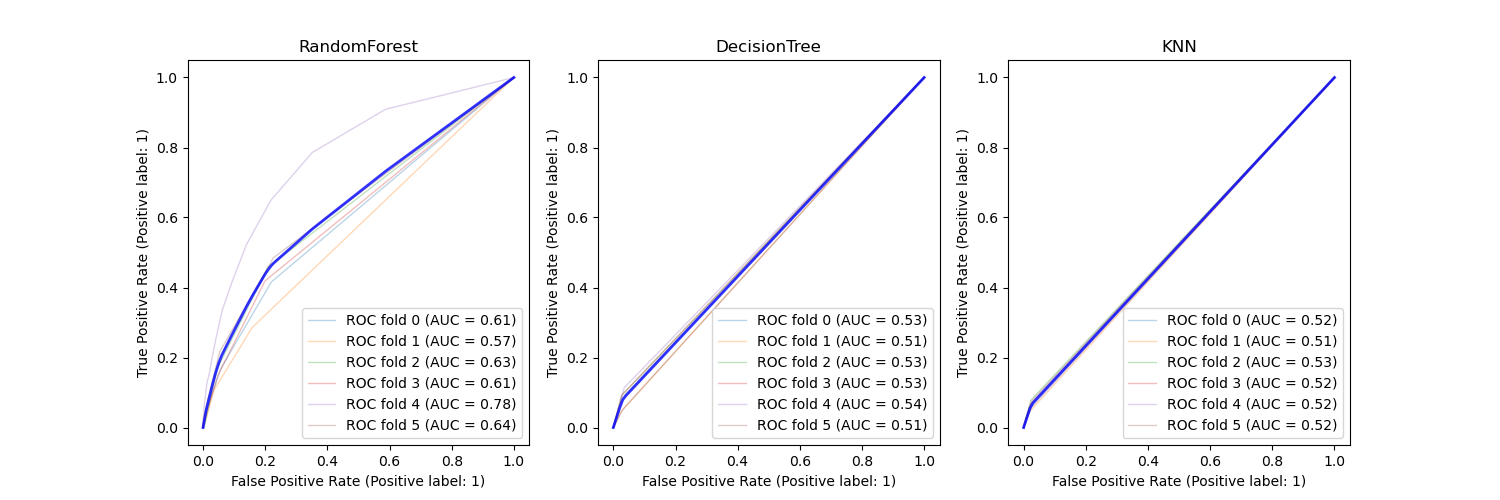 RandomForest
1.0
0.8
0.6
0.4
0.2
0.0
True Positive Rate (Positive label: 1)
ROC fold 0 (AUC = 0.61)
ROC fold 1 (AUC = 0.57)
ROC fold 2 (AUC = 0.63)
ROC fold 3 (AUC = 0.61)
ROC fold 4 (AUC = 0.78)
ROC fold 5 (AUC = 0.64)
0.0 0.2 0.4 0.6 0.8 1.0
False Positive Rate (Positive label: 1)
DecisionTree
1.0
0.8
0.6
0.4
0.2
0.0
True Positive Rate (Positive label: 1)
ROC fold 0 (AUC = 0.53)
ROC fold 1 (AUC = 0.51)
ROC fold 2 (AUC = 0.53)
ROC fold 3 (AUC = 0.53)
ROC fold 4 (AUC = 0.54)
ROC fold 5 (AUC = 0.51)
0.0 0.2 0.4 0.6 0.8 1.0
False Positive Rate (Positive label: 1)
KNN
1.0
0.8
0.6
0.4
0.2
0.0
True Positive Rate (Positive label: 1)
ROC fold 0 (AUC = 0.52)
ROC fold 1 (AUC = 0.51)
ROC fold 2 (AUC = 0.53)
ROC fold 3 (AUC = 0.52)
ROC fold 4 (AUC = 0.52)
ROC fold 5 (AUC = 0.52)
0.0 0.2 0.4 0.6 0.8 1.0
False Positive Rate (Positive label: 1)